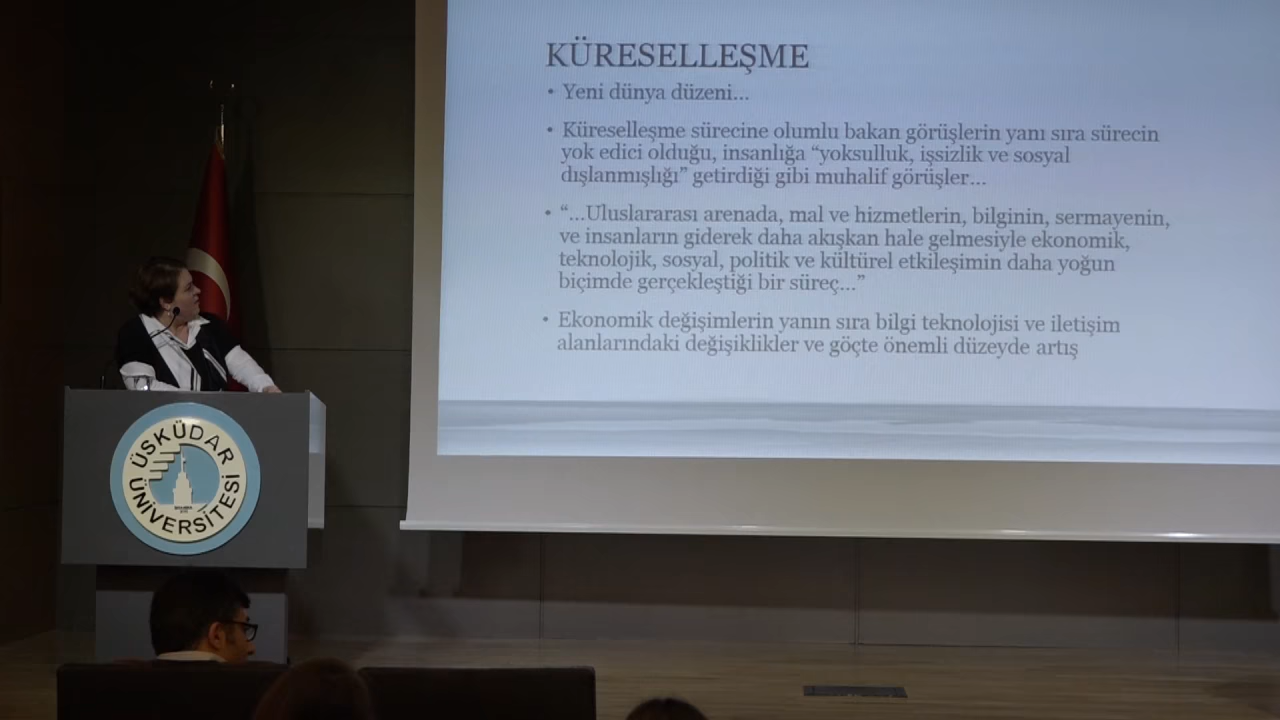 KÜRESELLEŞME
• Yeni dünya düzeni...
• Küreselleşme sürecine olumlu bakan görüşlerin yanı sıra sürecin
yok edici olduğu, insanlığa “yoksulluk, işsizlik ve sosyal
dışlanmışlığı” getirdiği gibi muhalif görüşler...
• “...Uluslararası arenada, mal ve hizmetlerin, bilginin, sermayenin,
ve insanların giderek daha akışkan hale gelmesiyle ekonomik,
teknolojik, sosyal, politik ve kültürel etkileşimin daha yoğun
biçimde gerçekleştiği bir süreç...”
• Ekonomik değişimlerin yanın sıra bilgi teknolojisi ve iletişim
alanlarındaki değişiklikler ve göçte önemli düzeyde artış
ÜSKÜDAR
ÜNİVERSİTESİ